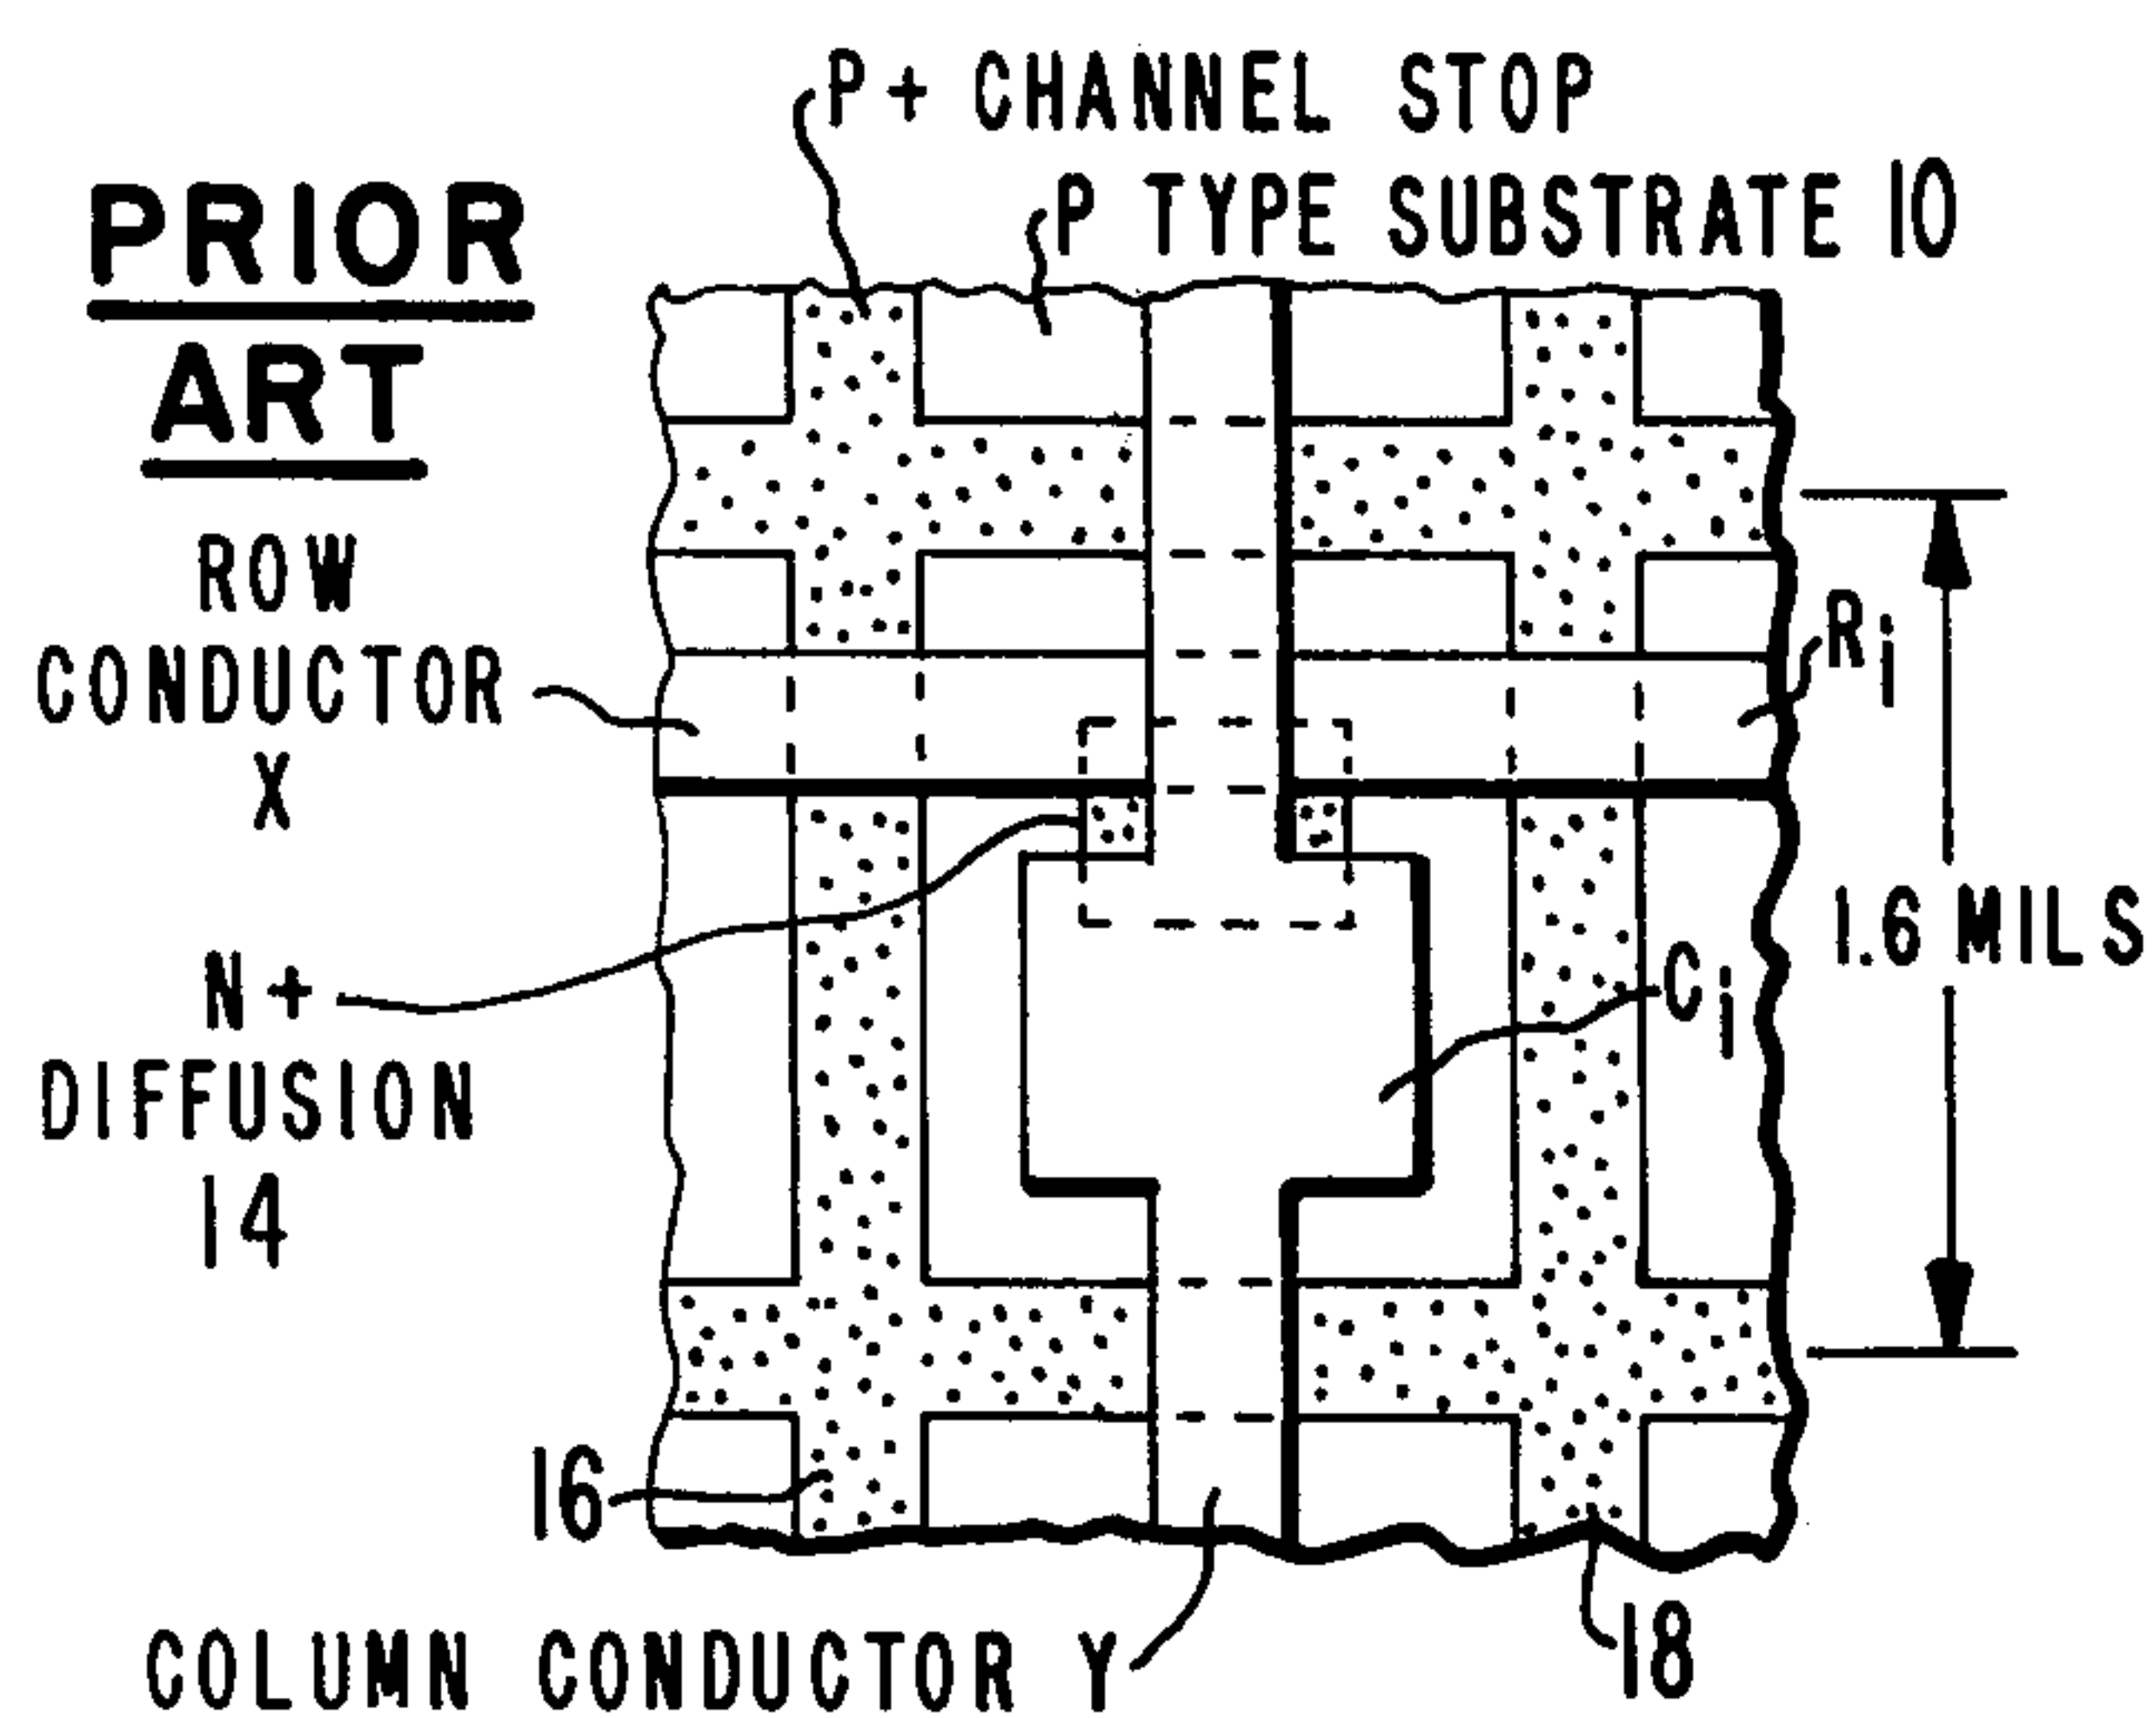 P+ CHANNEL STOP
P TYPE SUBSTRATE 10
PRIOR
ART
ROW
CONDUCTOR
X
Ri
1.6 MILS
N+
DIFFUSION
14
Ci
16
18
COLUMN CONDUCTOR Y